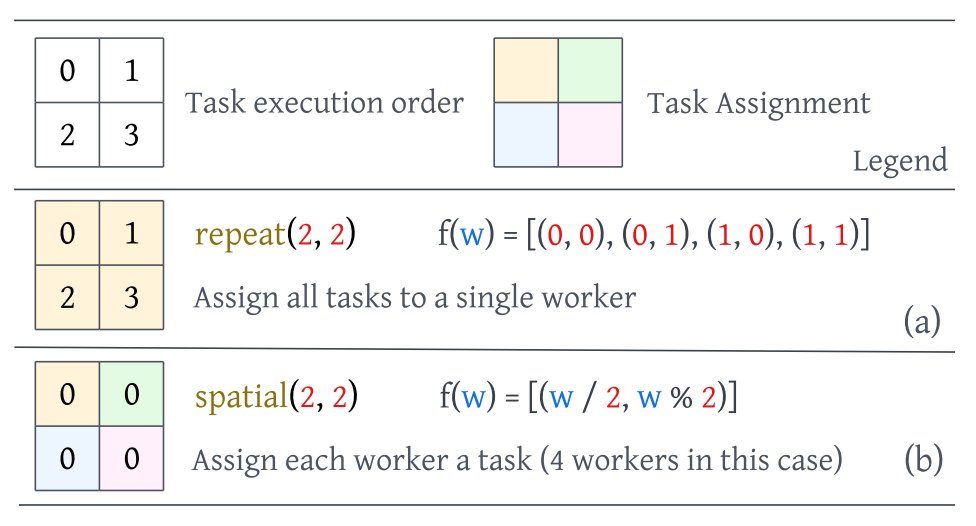 0 1
2 3
Task execution order
Task Assignment
Legend
0 1
2 3
repeat(2, 2)
f(w) = [(0, 0), (0, 1), (1, 0), (1, 1)]
Assign all tasks to a single worker
(a)
0 0
0 0
spatial(2, 2)
f(w) = [(w / 2, w % 2)]
Assign each worker a task (4 workers in this case)
(b)